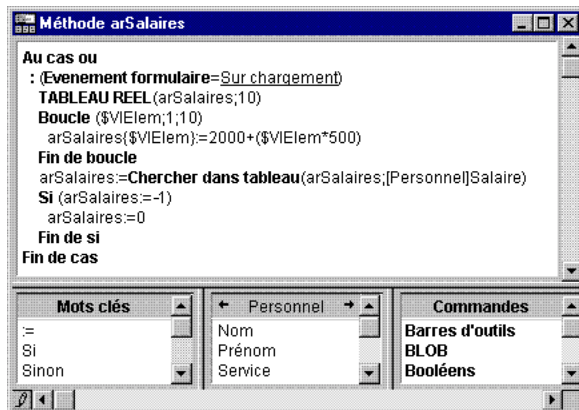 Méthode arSalaires
Au cas ou
: (Evenement formulaire=Sur chargement)
TABLEAU REEL(arSalaires;10)
Boucle ($VlElem;1;10)
arSalaires{$VlElem}:=2000+($VlElem*500)
Fin de boucle
arSalaires:=Chercher dans tableau(arSalaires;[Personnel]Salaire)
Si (arSalaires:=-1)
arSalaires:=0
Fin de si
Fin de cas
Mots clés
:=
Si
Sinon
Personnel
Nom
Prénom
Service
Commandes
Barres d'outils
BLOB
Booléens